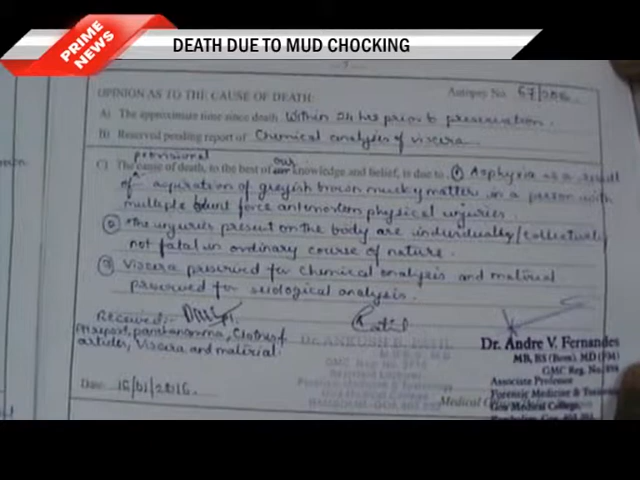 PRIME
NEWS
DEATH DUE TO MUD CHOCKING
OPINION AS TO THE CAUSE OF DEATH:
Autopsy No. 67/2016
A) The approximate time since death Within 24 hrs prior to preservation.
B) Reserved pending report of Chemical analysis of viscera
provisional
C) The cause of death, to the best of our knowledge and belief, is due to ① Asphyxia as a result
of aspiration of greyish brown mucky matter in a person with
multiple blunt force antemortem physical injuries.
② The injuries present on the body are individually/collectively
not fatal in ordinary course of nature.
③ Viscera preserved for chemical analysis and material
preserved for serological analysis.
Received:-
PM report, panchanama, Clothes &
articles, Viscera and material.
Dr. Andre V. Fernandes
MB, BS (Bom), MD (FM)
GMC Reg. No.
Associate Professor
Forensic Medicine &
Goa Medical College,
Medical
Date: 16/01/2016.